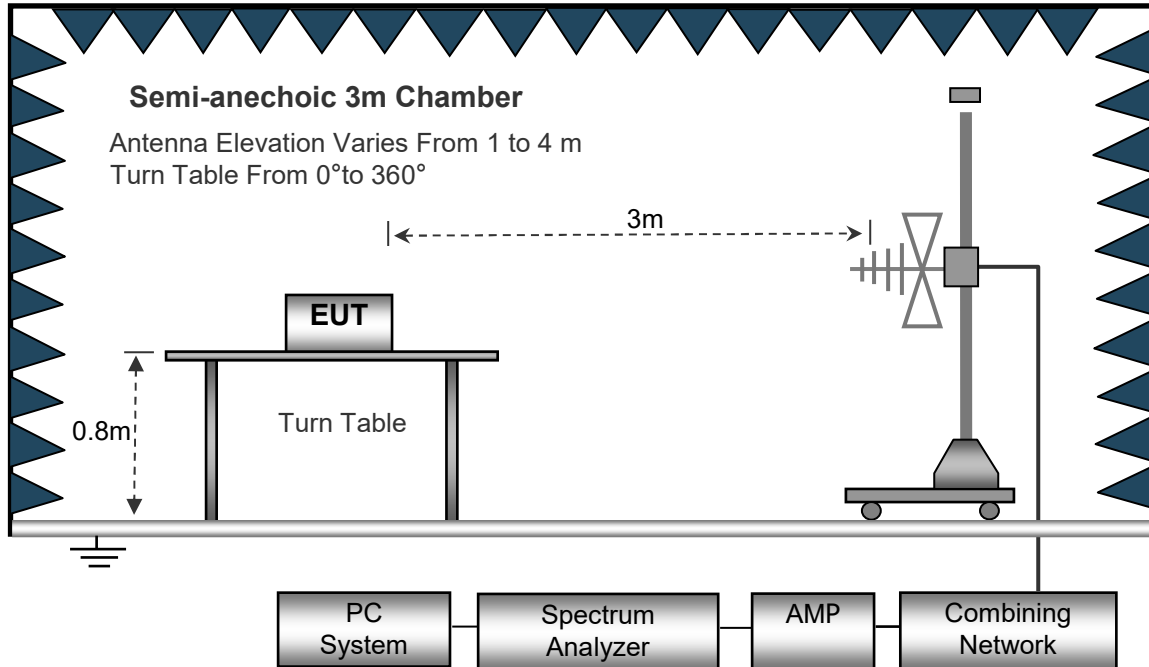 Semi-anechoic 3m Chamber
Antenna Elevation Varies From 1 to 4 m
Turn Table From 0°to 360°
3m
EUT
0.8m
Turn Table
PC
System
Spectrum
Analyzer
AMP
Combining
Network